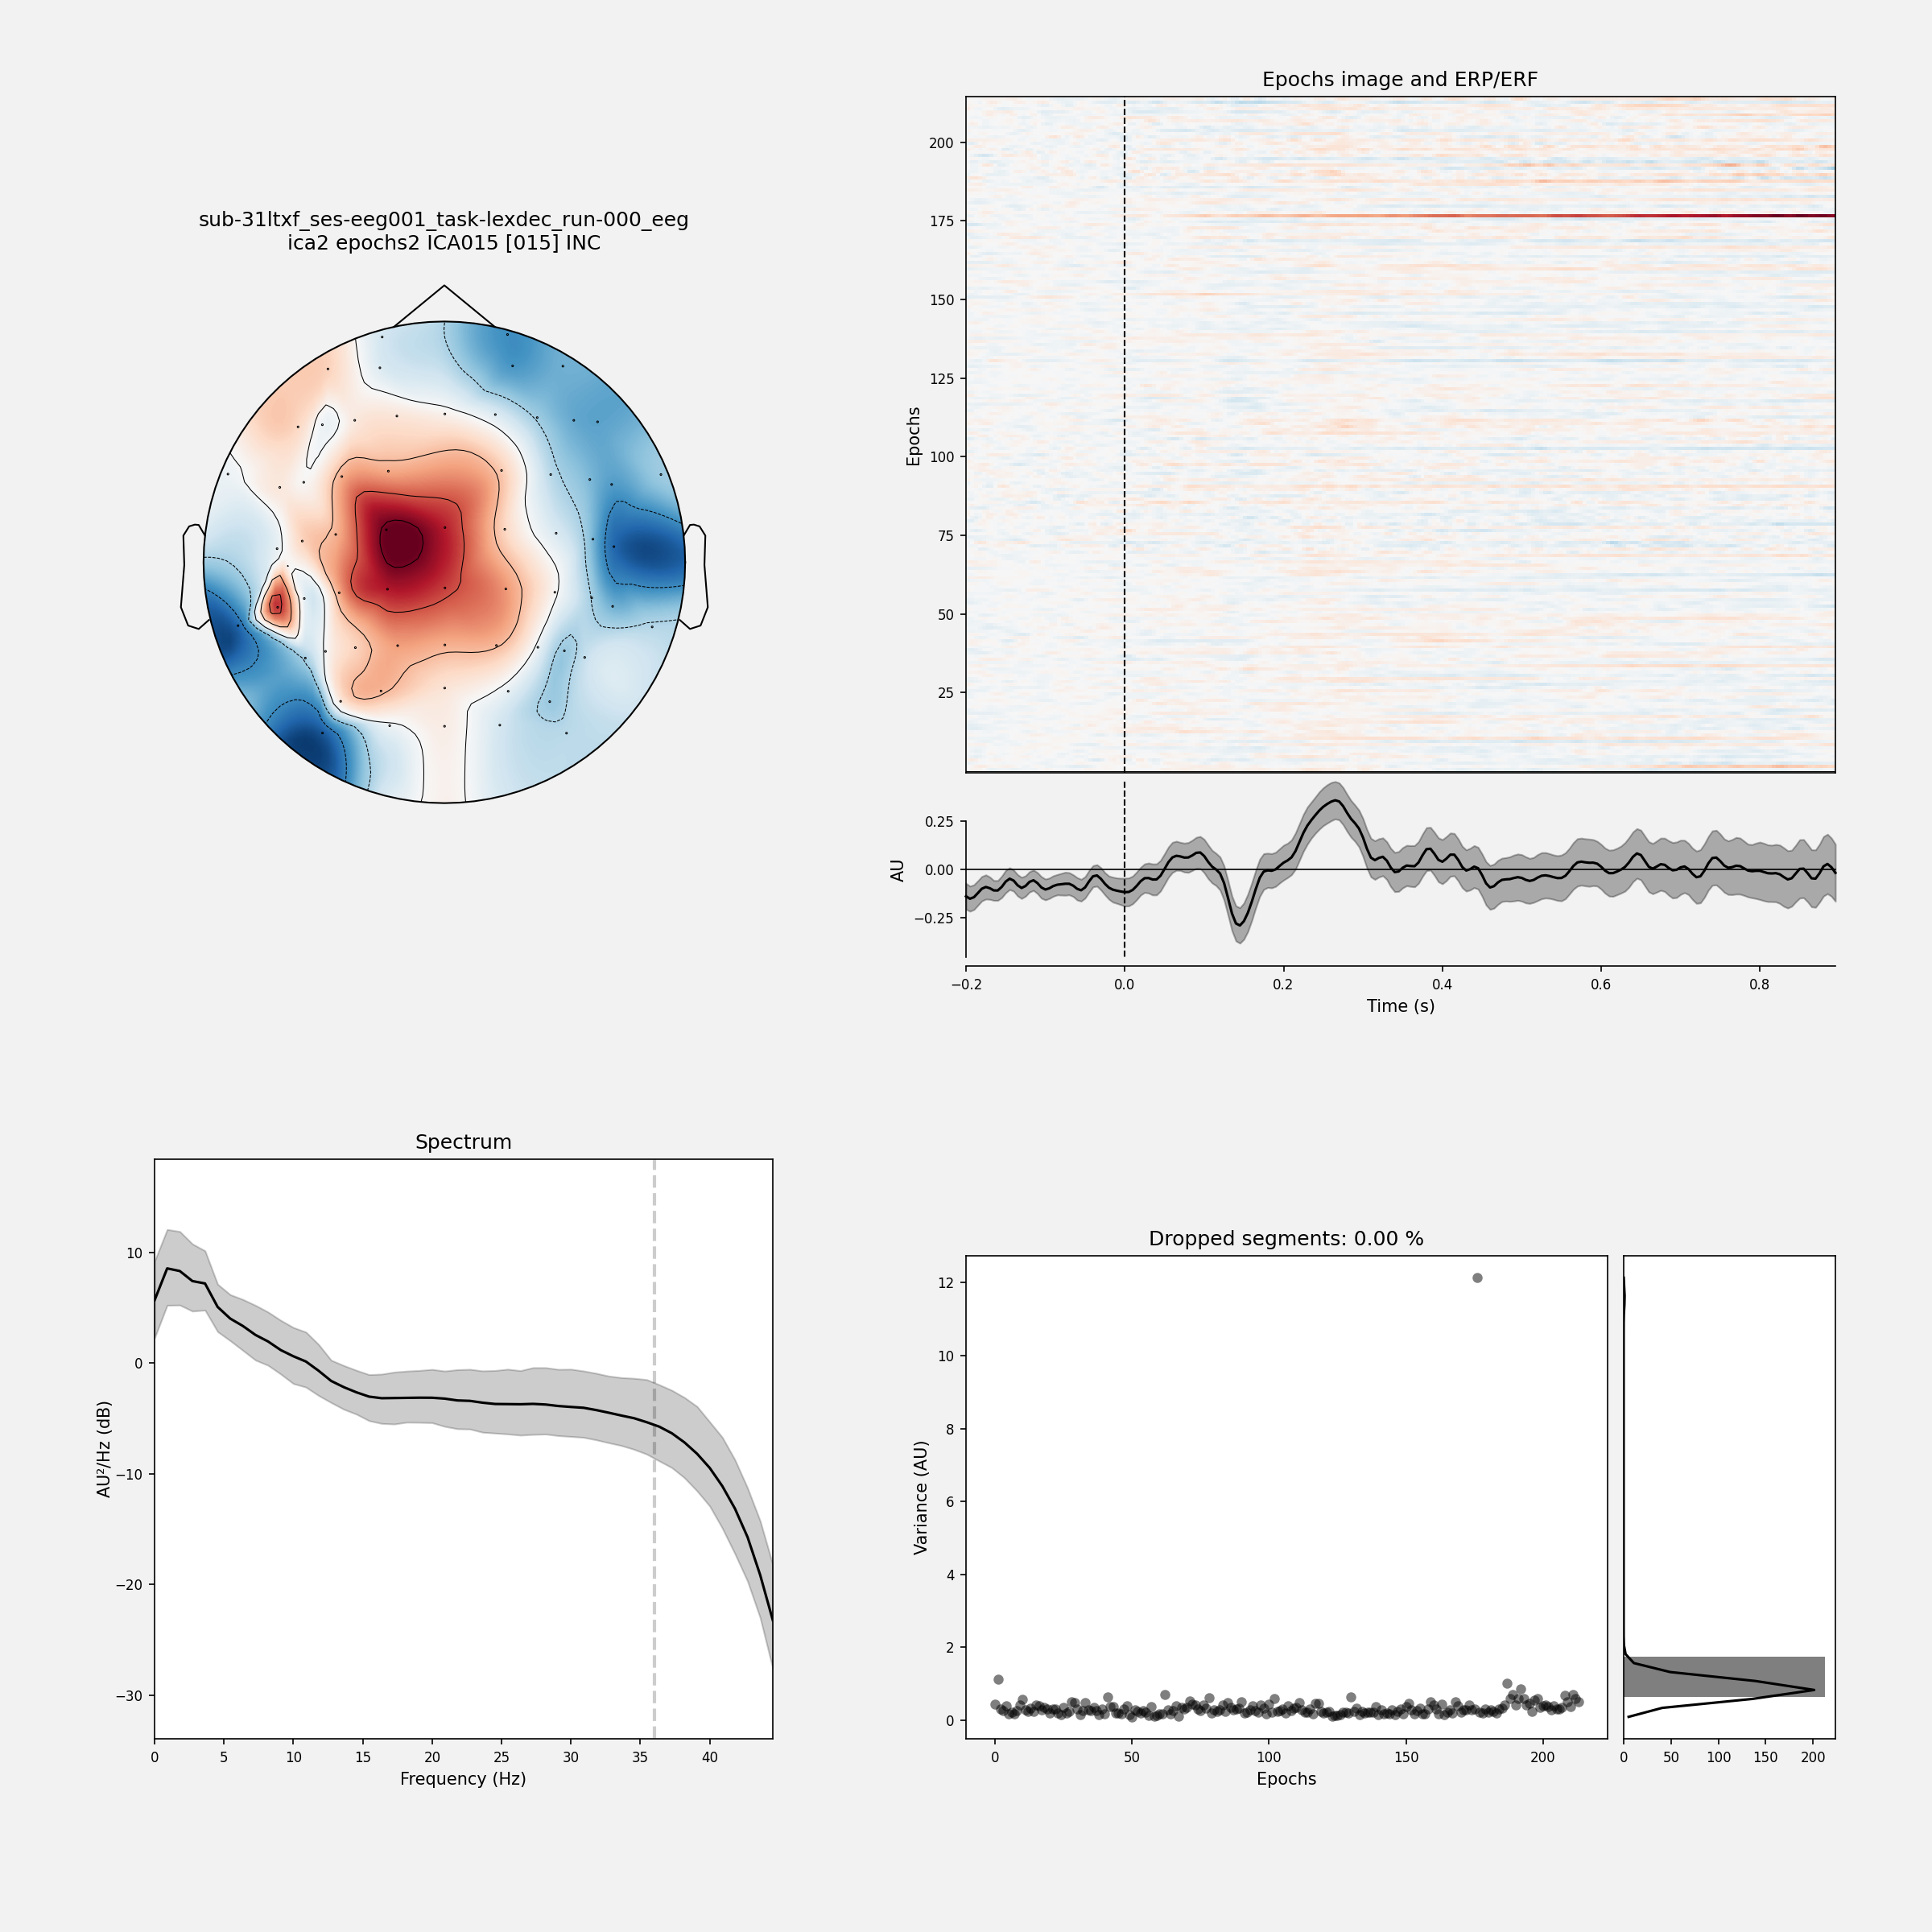 sub-31ltxf_ses-eeg001_task-lexdec_run-000_eeg
ica2 epochs2 ICA015 [015] INC
Epochs image and ERP/ERF
Epochs
200
175
150
125
100
75
50
25
AU
0.25
0.00
−0.25
−0.2 0.0 0.2 0.4 0.6 0.8
Time (s)
Spectrum
AU²/Hz (dB)
10
0
−10
−20
−30
0 5 10 15 20 25 30 35 40
Frequency (Hz)
Dropped segments: 0.00 %
Variance (AU)
12
10
8
6
4
2
0
0 50 100 150 200
Epochs
0 50 100 150 200